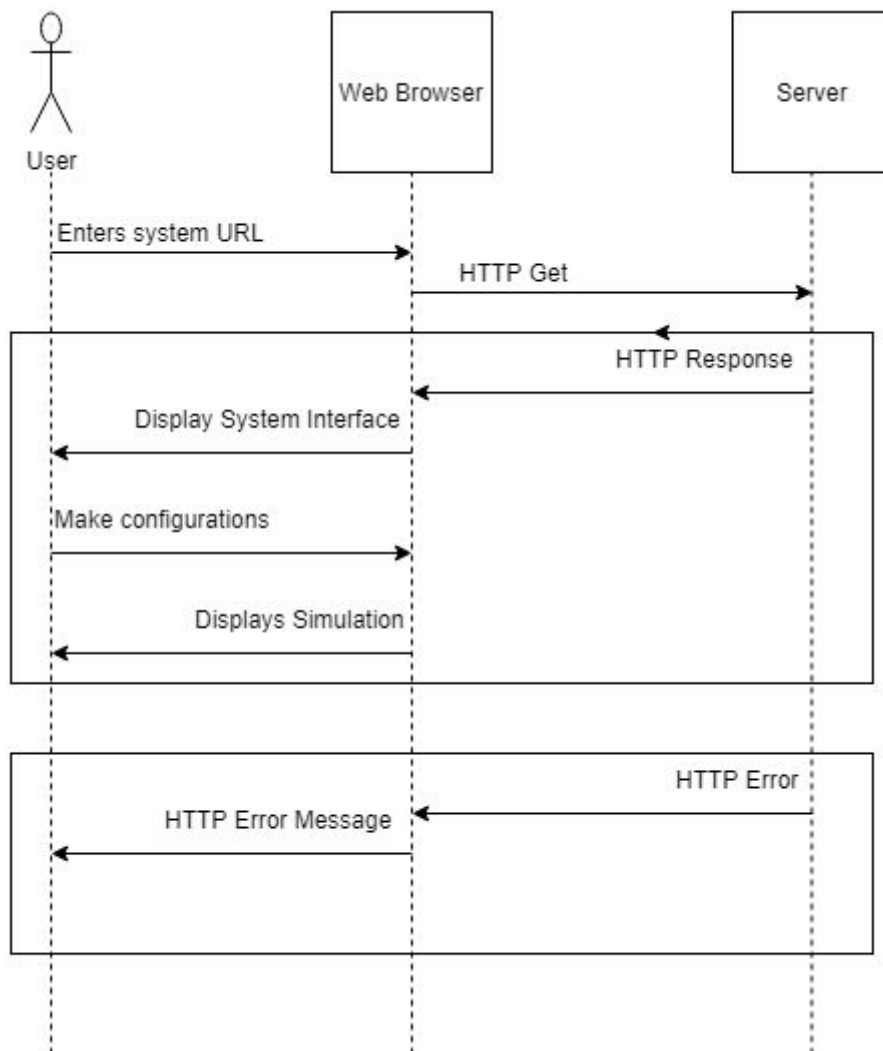 Web Browser
Server
User
Enters system URL
HTTP Get
HTTP Response
Display System Interface
Make configurations
Displays Simulation
HTTP Error
HTTP Error Message